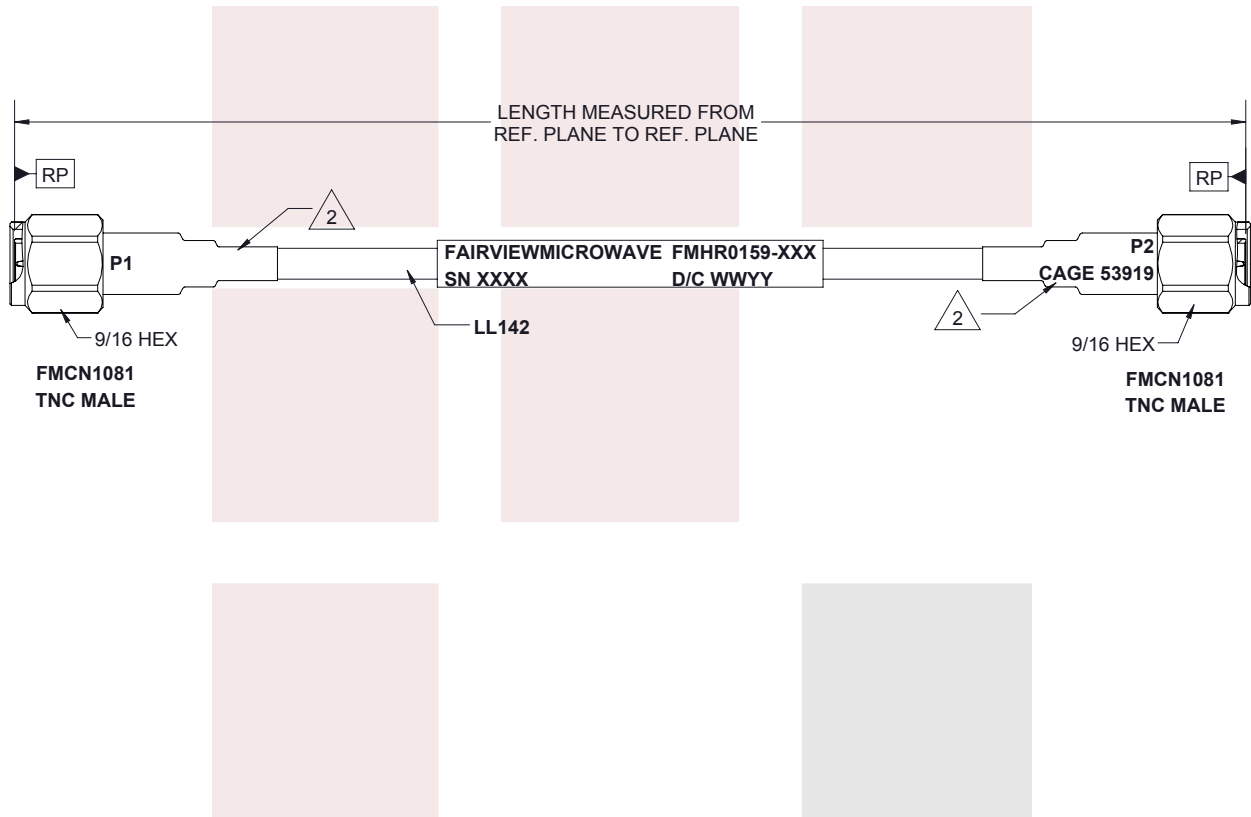 LENGTH MEASURED FROM
REF. PLANE TO REF. PLANE
RP
RP
2
P1
FAIRVIEWMICROWAVE FMHR0159-XXX
SN XXXX D/C WWYY
P2
CAGE 53919
2
LL142
9/16 HEX
FMCN1081
TNC MALE
9/16 HEX
FMCN1081
TNC MALE